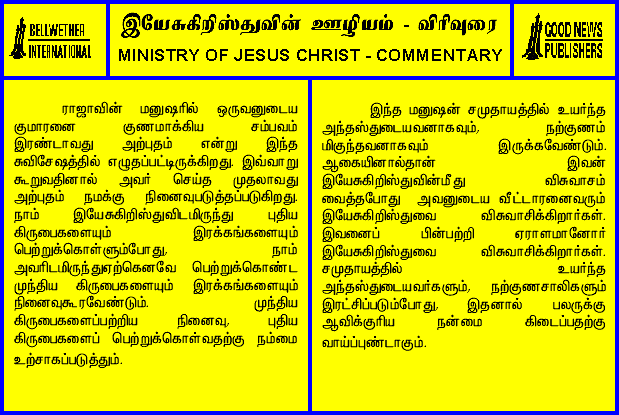 BELLWETHER
INTERNATIONAL
இயேசுகிறிஸ்துவின் ஊழியம் - விரிவுரை
MINISTRY OF JESUS CHRIST - COMMENTARY
GOOD NEWS
PUBLISHERS
ராஜாவின் மனுஷரில் ஒருவனுடைய
குமாரனை குணமாக்கிய சம்பவம்
இரண்டாவது அற்புதம் என்று இந்த
சுவிசேஷத்தில் எழுதப்பட்டிருக்கிறது. இவ்வாறு
கூறுவதினால் அவர் செய்த முதலாவது
அற்புதம் நமக்கு நினைவுபடுத்தப்படுகிறது.
நாம் இயேசுகிறிஸ்துவிடமிருந்து புதிய
கிருபைகளையும் இரக்கங்களையும்
பெற்றுக்கொள்ளும்போது, நாம்
அவரிடமிருந்துஏற்கெனவே பெற்றுக்கொண்ட
முந்திய கிருபைகளையும் இரக்கங்களையும்
நினைவுகூரவேண்டும். முந்திய
கிருபைகளைப்பற்றிய நினைவு, புதிய
கிருபைகளைப் பெற்றுக்கொள்வதற்கு நம்மை
உற்சாகப்படுத்தும்.
இந்த மனுஷன் சமுதாயத்தில் உயர்ந்த
அந்தஸ்துடையவனாகவும், நற்குணம்
மிகுந்தவனாகவும் இருக்கவேண்டும்.
ஆகையினால்தான் இவன்
இயேசுகிறிஸ்துவின்மீது விசுவாசம்
வைத்தபோது அவனுடைய வீட்டாரனைவரும்
இயேசுகிறிஸ்துவை விசுவாசிக்கிறார்கள்.
இவனைப் பின்பற்றி ஏராளமானோர்
இயேசுகிறிஸ்துவை விசுவாசிக்கிறார்கள்.
சமுதாயத்தில் உயர்ந்த
அந்தஸ்துடையவர்களும், நற்குணசாலிகளும்
இரட்சிப்படும்போது, இதனால் பலருக்கு
ஆவிக்குரிய நன்மை கிடைப்பதற்கு
வாய்ப்புண்டாகும்.